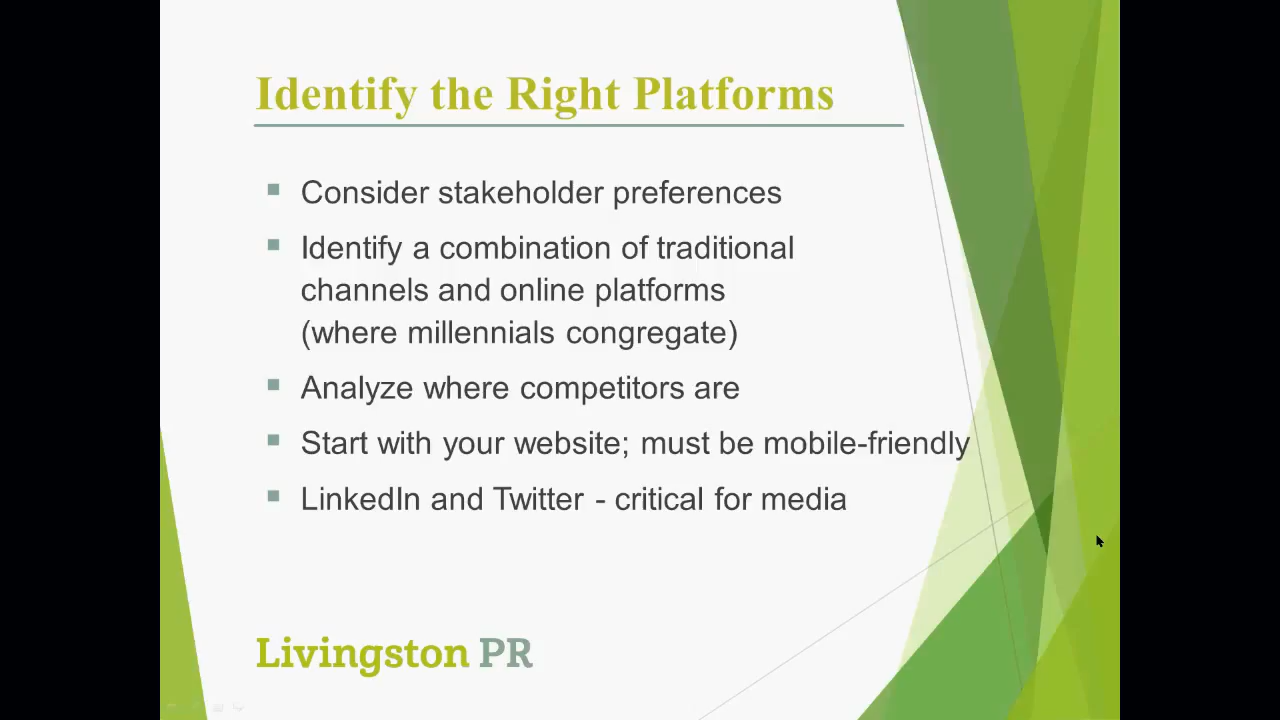 Identify the Right Platforms
Consider stakeholder preferences
Identify a combination of traditional
channels and online platforms
(where millennials congregate)
Analyze where competitors are
Start with your website; must be mobile-friendly
LinkedIn and Twitter - critical for media
Livingston PR